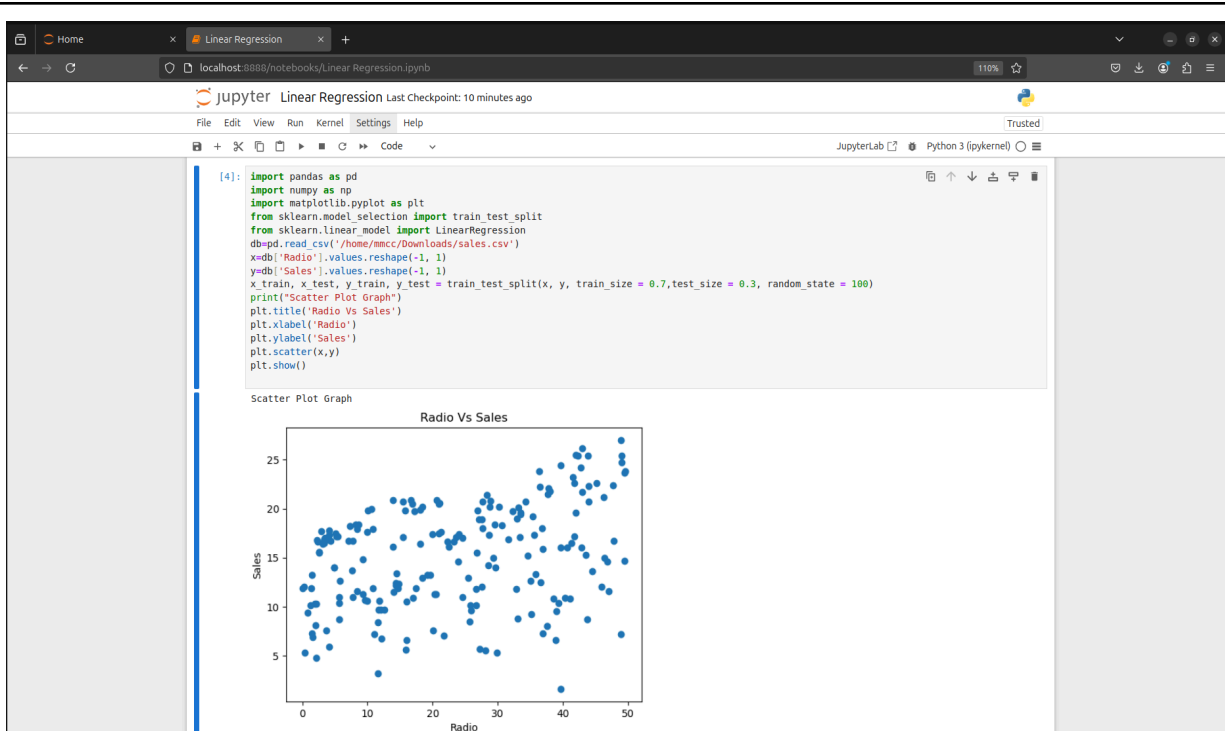 Home
Linear Regression
localhost:8888/notebooks/Linear Regression.ipynb
110%
jupyter Linear Regression Last Checkpoint: 10 minutes ago
File Edit View Run Kernel Settings Help
Trusted
Code
JupyterLab
Python 3 (ipykernel)
[4]: import pandas as pd
import numpy as np
import matplotlib.pyplot as plt
from sklearn.model_selection import train_test_split
from sklearn.linear_model import LinearRegression
db=pd.read_csv('/home/mmcc/Downloads/sales.csv')
x=db['Radio'].values.reshape(-1, 1)
y=db['Sales'].values.reshape(-1, 1)
x_train, x_test, y_train, y_test = train_test_split(x, y, train_size = 0.7,test_size = 0.3, random_state = 100)
print("Scatter Plot Graph")
plt.title('Radio Vs Sales')
plt.xlabel('Radio')
plt.ylabel('Sales')
plt.scatter(x,y)
plt.show()
Scatter Plot Graph
Radio Vs Sales
25
20
15
10
5
Sales
0 10 20 30 40 50
Radio